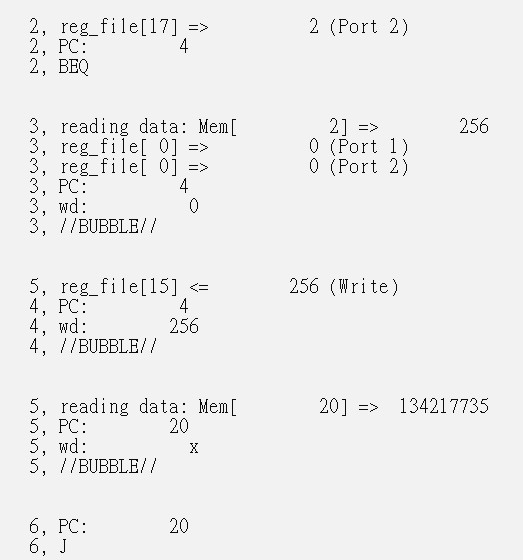 2, reg_file[17] =>          2 (Port 2)
2, PC:         4
2, BEQ
3, reading data: Mem[         2] =>        256
3, reg_file[ 0] =>          0 (Port 1)
3, reg_file[ 0] =>          0 (Port 2)
3, PC:         4
3, wd:          0
3, //BUBBLE//
5, reg_file[15] <=        256 (Write)
4, PC:         4
4, wd:        256
4, //BUBBLE//
5, reading data: Mem[        20] =>  134217735
5, PC:        20
5, wd:          x
5, //BUBBLE//
6, PC:        20
6, J